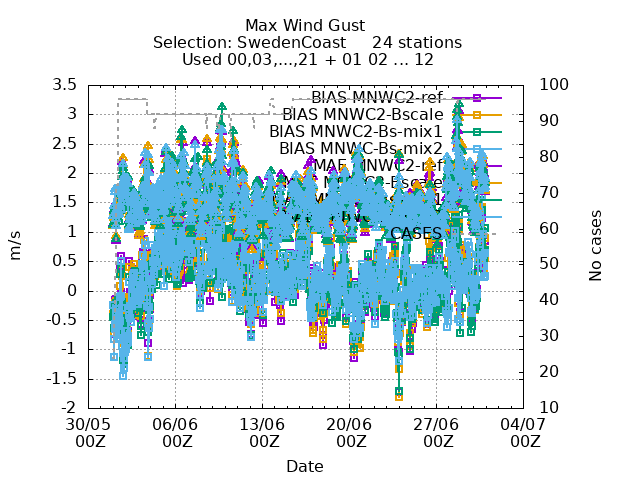 Max Wind Gust
Selection: SwedenCoast     24 stations
Used 00,03,...,21 + 01 02 ... 12
3.5
3
2.5
2
1.5
1
0.5
0
-0.5
-1
-1.5
-2
m/s
100
90
80
70
60
50
40
30
20
10
No cases
BIAS MNWC2-ref
BIAS MNWC2-Bscale
BIAS MNWC2-Bs-mix1
BIAS MNWC-Bs-mix2
MAE MNWC2-ref
CASES
30/05 06/06 13/06 20/06 27/06 04/07
00Z 00Z 00Z 00Z 00Z 00Z
Date